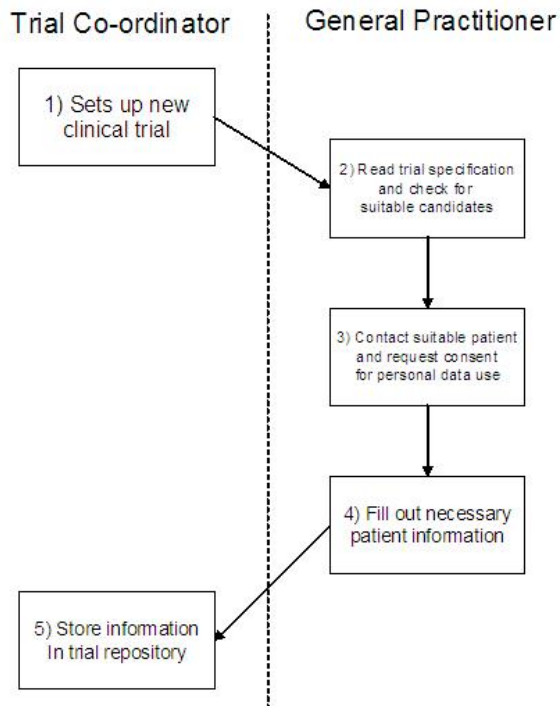 Trial Co-ordinator
General Practitioner
1) Sets up new
clinical trial
2) Read trial specification
and check for
suitable candidates
3) Contact suitable patient
and request consent
for personal data use
4) Fill out necessary
patient information
5) Store information
In trial repository